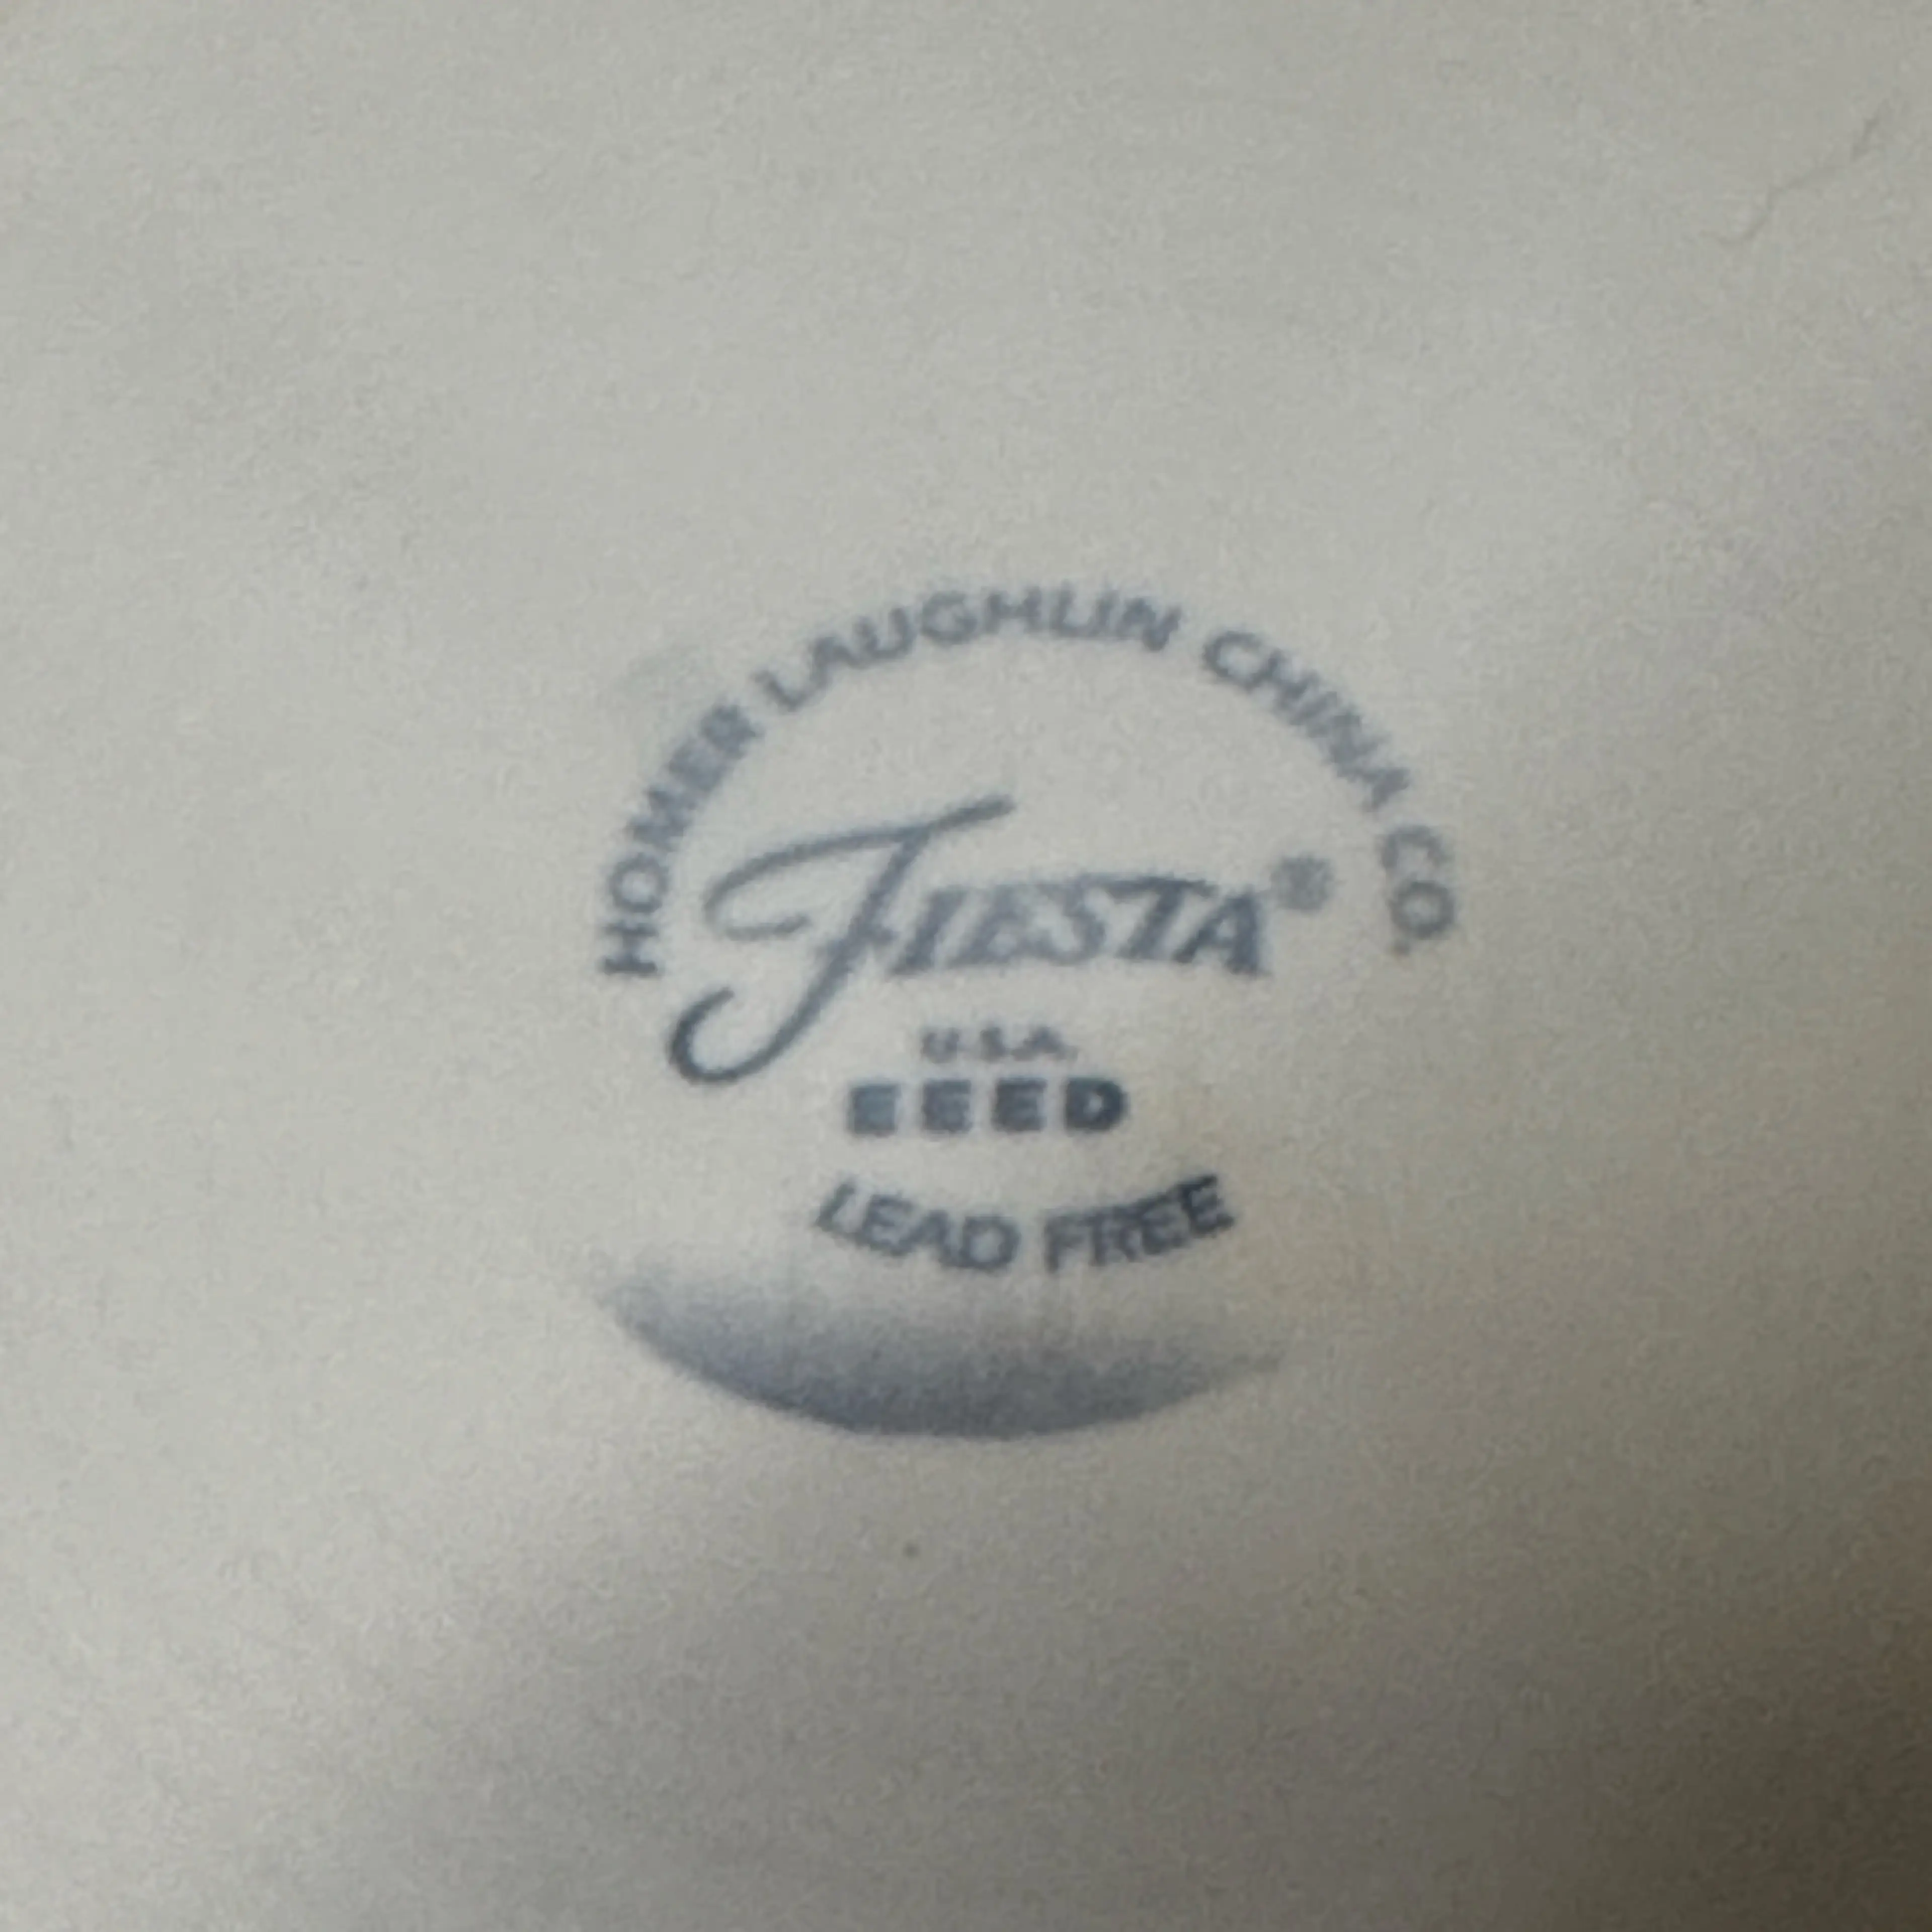 HOMER LAUGHLIN CHINA CO.
FIESTA®
U.S.A.
EEED
LEAD FREE